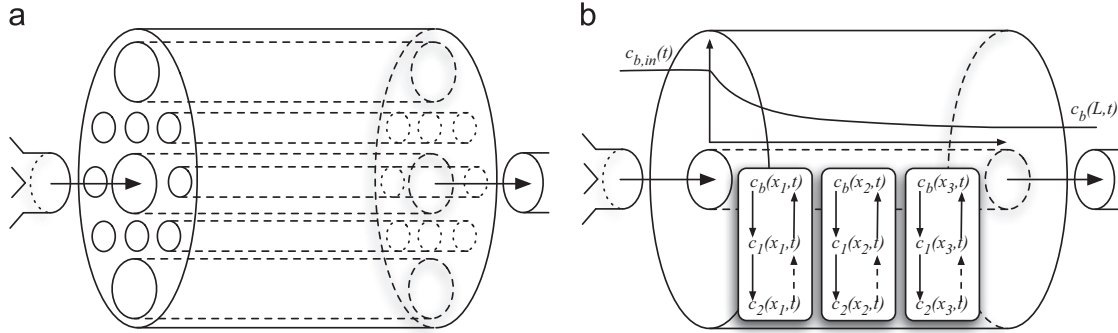 a
b
c_{b,in}(t)
c_b(L,t)
c_b(x_1,t) c_b(x_2,t) c_b(x_3,t)
c_1(x_1,t) c_1(x_2,t) c_1(x_3,t)
c_2(x_1,t) c_2(x_2,t) c_2(x_3,t)